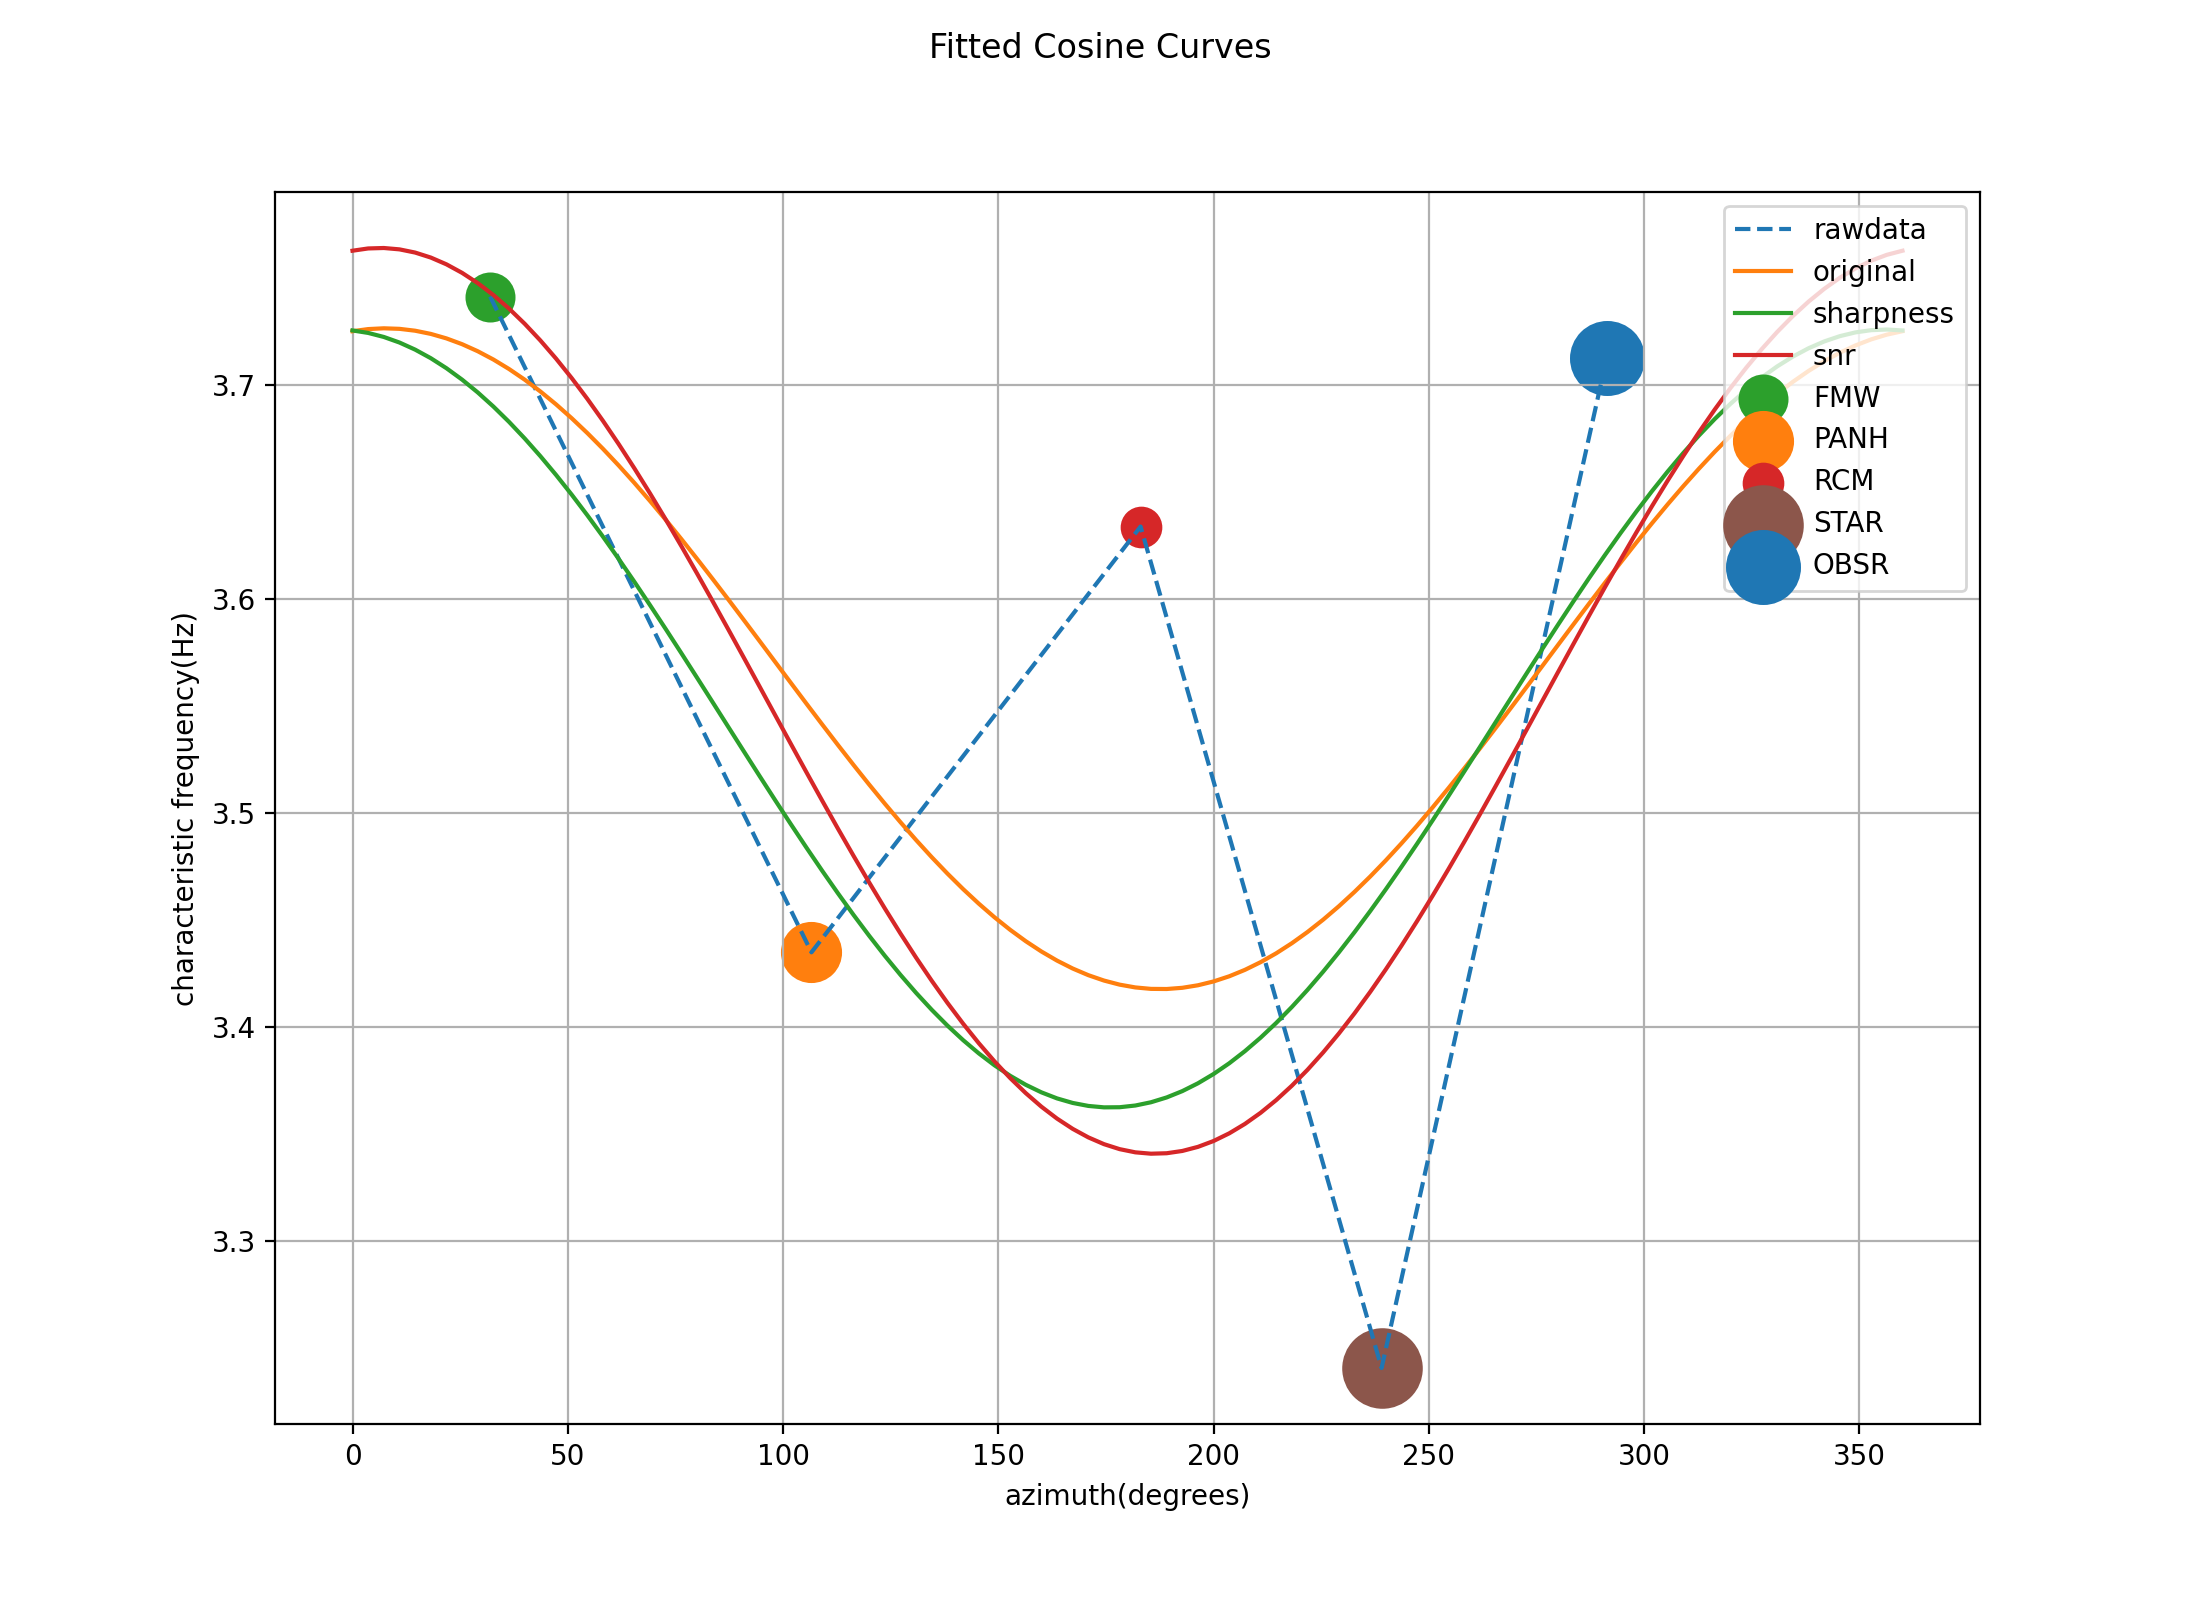 Fitted Cosine Curves
rawdata
original
sharpness
snr
FMW
PANH
RCM
STAR
OBSR
characteristic frequency(Hz)
3.7
3.6
3.5
3.4
3.3
0 50 100 150 200 250 300 350
azimuth(degrees)